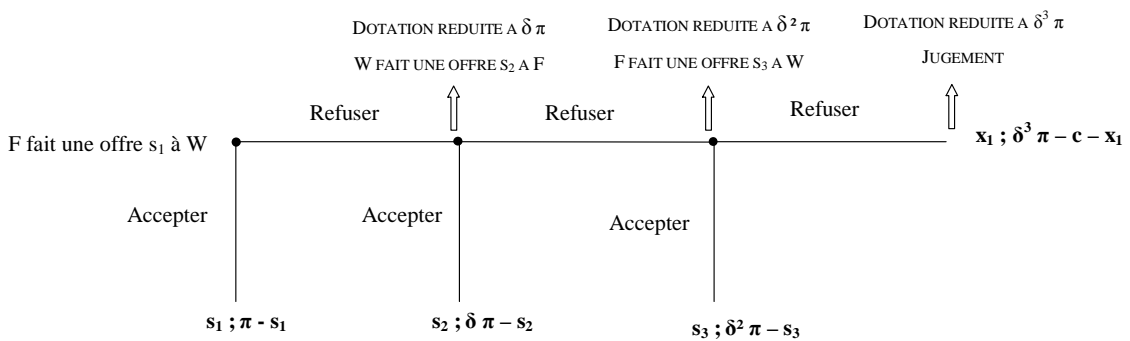 DOTATION REDUITE A δ π
W FAIT UNE OFFRE s₂ A F
DOTATION REDUITE A δ² π
F FAIT UNE OFFRE s₃ A W
DOTATION REDUITE A δ³ π
JUGEMENT
Refuser
Refuser
Refuser
F fait une offre s₁ à W
x₁ ; δ³ π – c – x₁
Accepter
Accepter
Accepter
s₁ ; π - s₁
s₂ ; δ π – s₂
s₃ ; δ² π – s₃